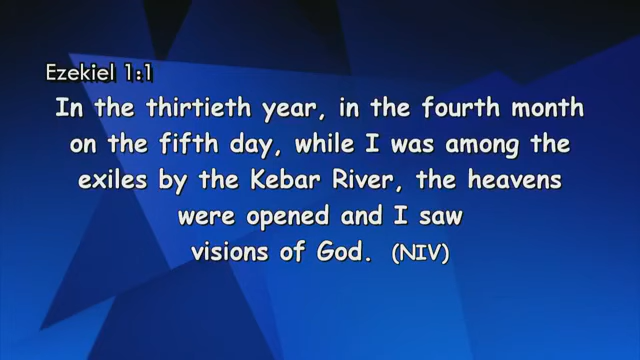 Ezekiel 1:1
In the thirtieth year, in the fourth month
on the fifth day, while I was among the
exiles by the Kebar River, the heavens
were opened and I saw
visions of God. (NIV)